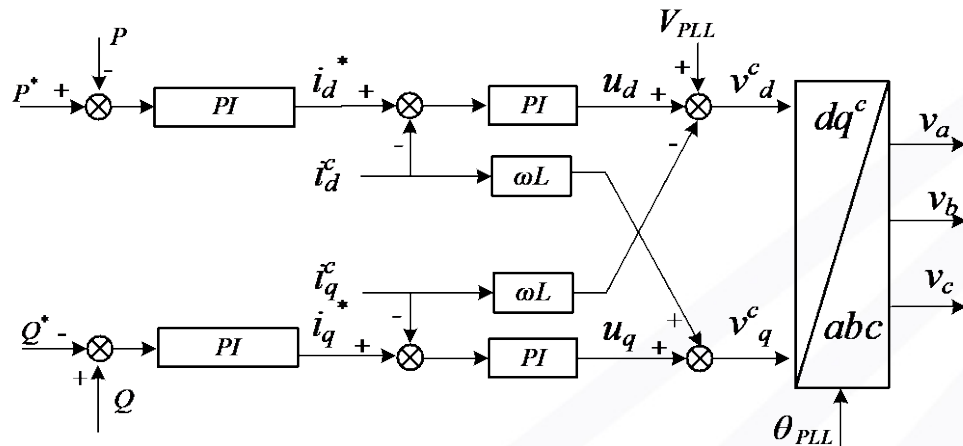 P
V_PLL
P* + - PI i_d* + PI u_d + + v^c_d
- -
i^c_d ωL
dq^c
v_a
v_b
i^c_q ωL
v_c
i_q* - +
Q* - PI + PI u_q + v^c_q
abc
+ Q
θ_PLL